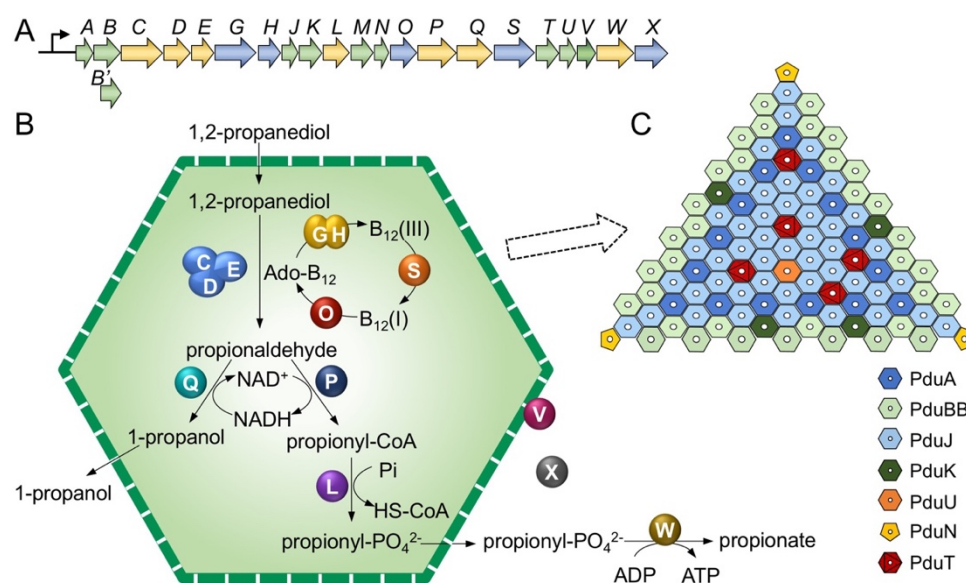 A
A B C D E G H J K L M N O P Q S T U V W X
B'
B
1,2-propanediol
1,2-propanediol
C E D
G H
B₁₂(III)
S
Ado-B₁₂
O
B₁₂(I)
propionaldehyde
Q
NAD⁺
P
NADH
1-propanol
propionyl-CoA
1-propanol
L
Pi
HS-CoA
propionyl-PO₄²⁻
propionyl-PO₄²⁻
W
propionate
ADP
ATP
V
X
C
PduA
PduBB
PduJ
PduK
PduU
PduN
PduT